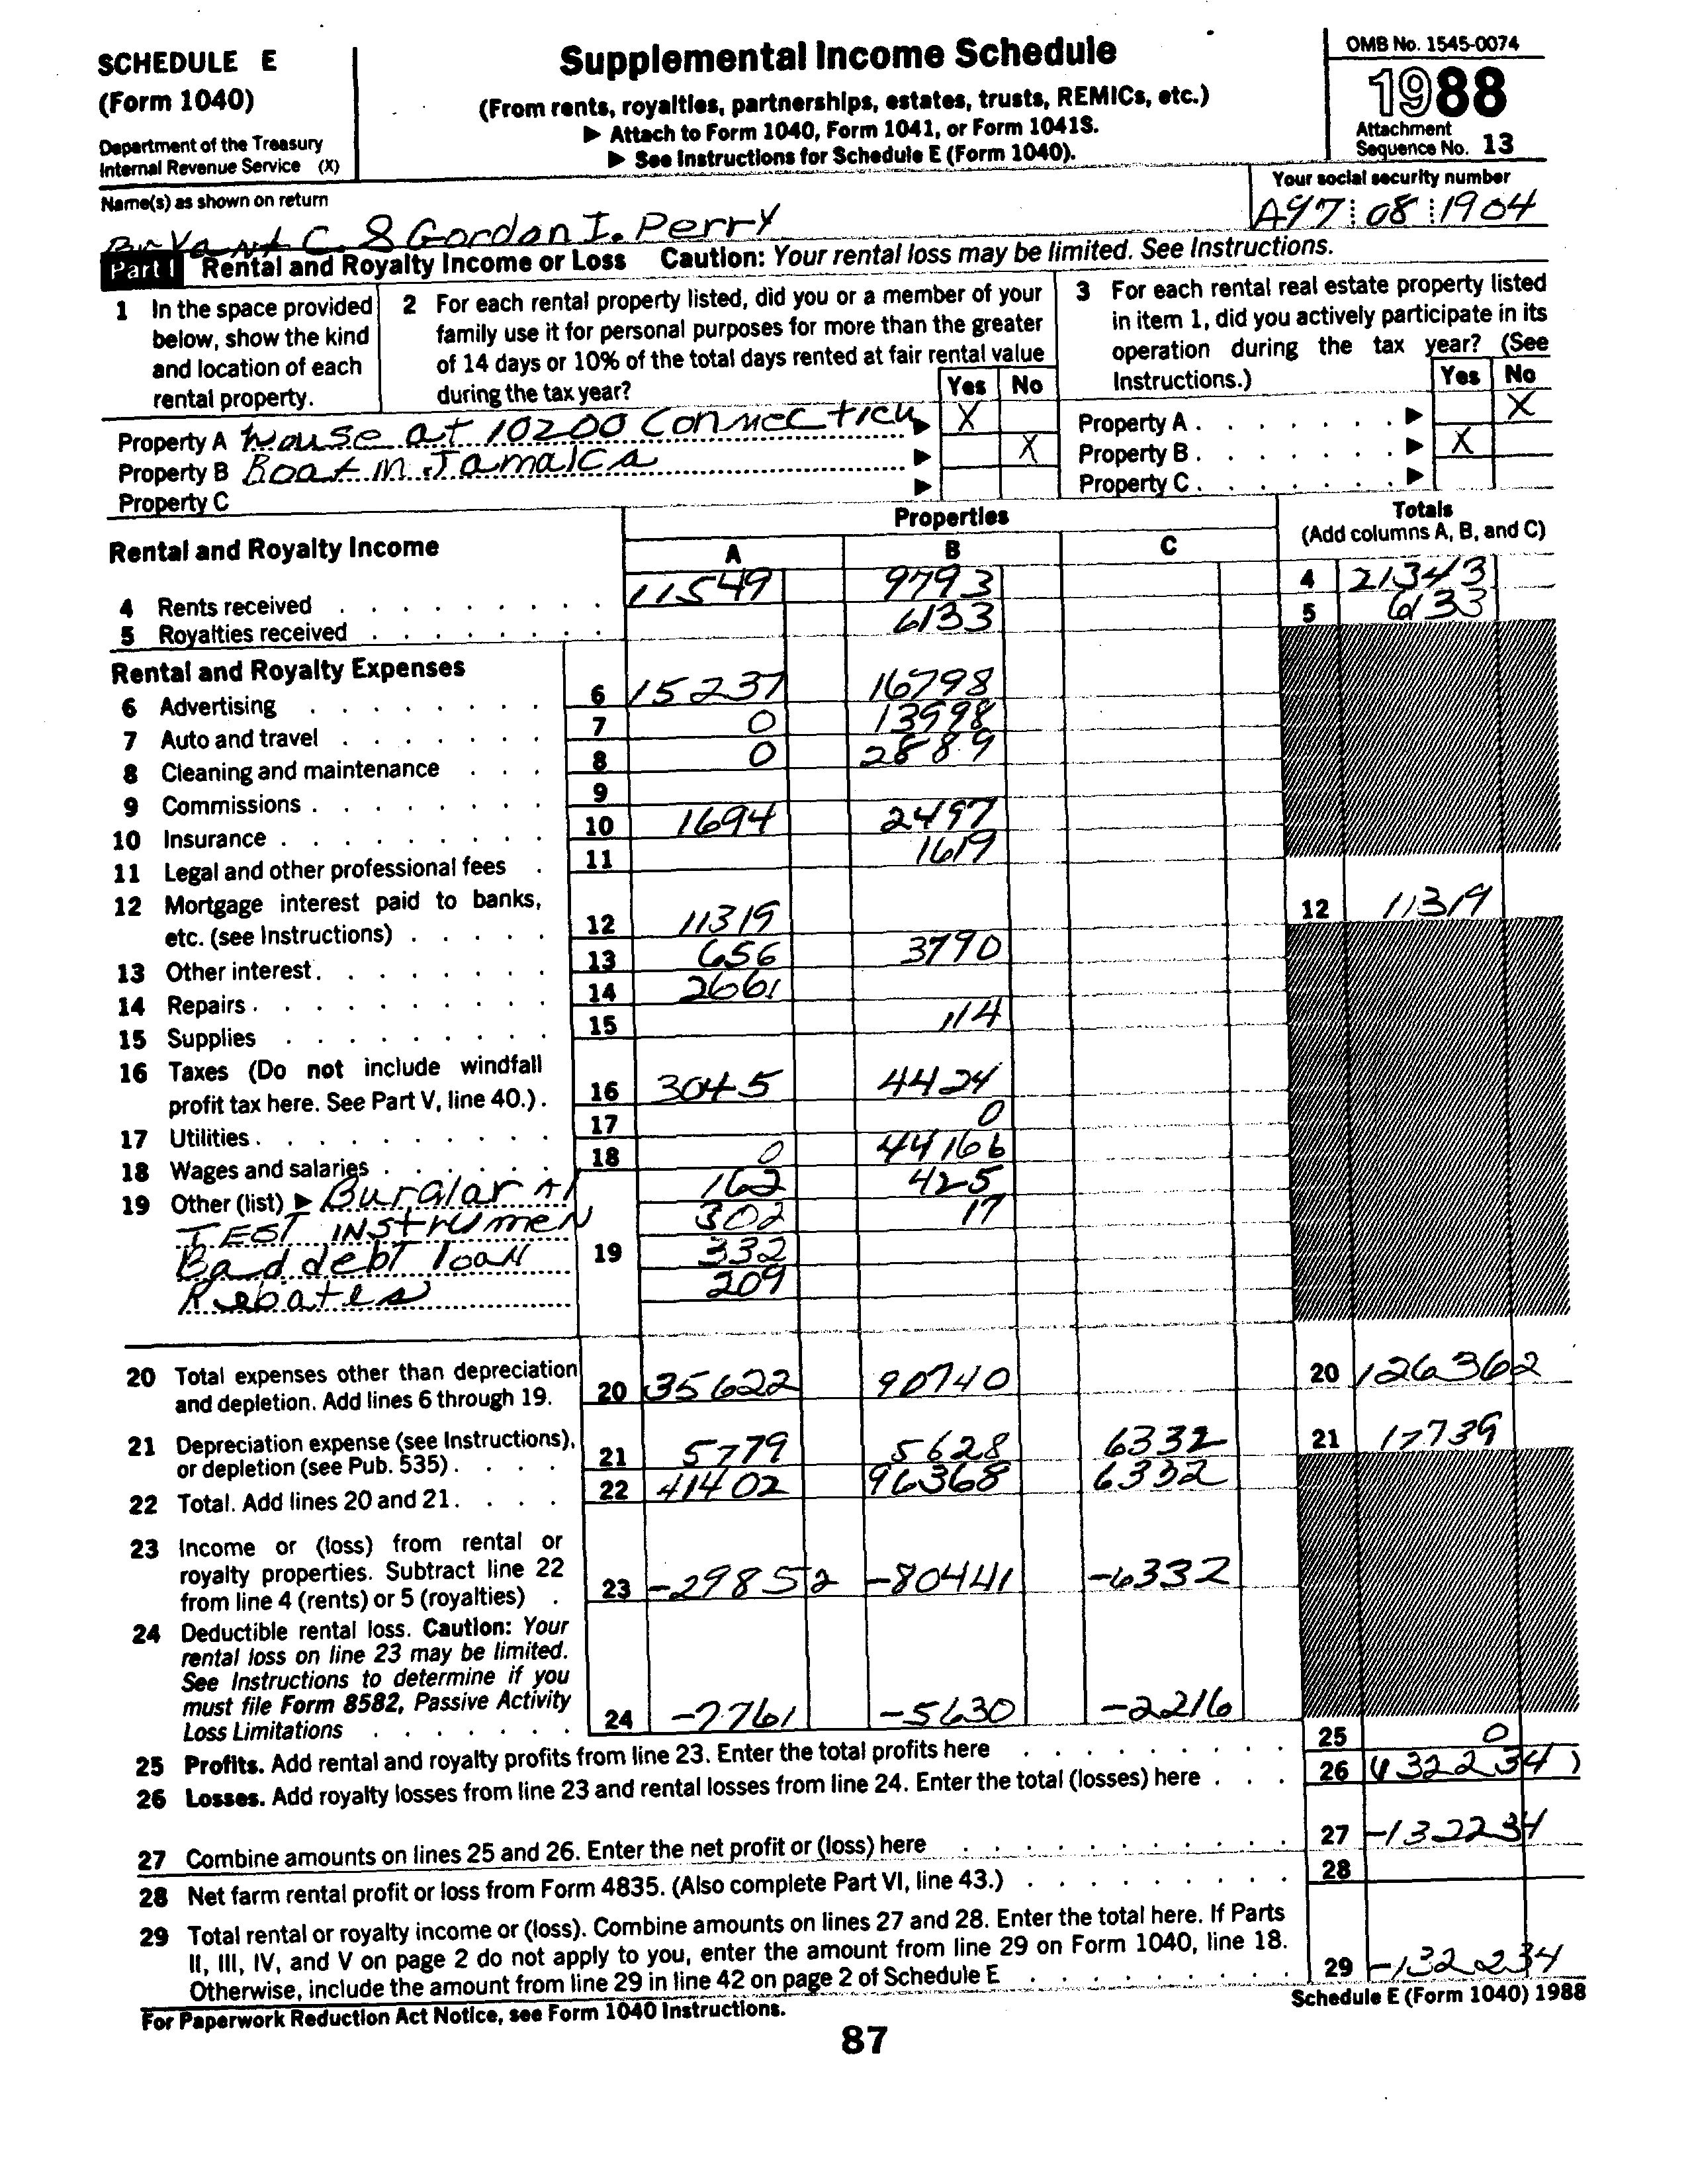 SCHEDULE E
(Form 1040)
Department of the Treasury
Internal Revenue Service (X)
Supplemental Income Schedule
(From rents, royalties, partnerships, estates, trusts, REMICs, etc.)
▶ Attach to Form 1040, Form 1041, or Form 1041S.
▶ See Instructions for Schedule E (Form 1040).
OMB No. 1545-0074
1988
Attachment
Sequence No. 13
Name(s) as shown on return
Your social security number
Bryant C. & Gordon I. Perry
A97 08 1904
Part I Rental and Royalty Income or Loss Caution: Your rental loss may be limited. See Instructions.
1 In the space provided
below, show the kind
and location of each
rental property.
2 For each rental property listed, did you or a member of your
family use it for personal purposes for more than the greater
of 14 days or 10% of the total days rented at fair rental value
during the tax year?
Yes No
3 For each rental real estate property listed
in item 1, did you actively participate in its
operation during the tax year? (See
Instructions.)
Yes No
Property A House at 10200 Connecticu ▶ X
Property A ▶ X
Property B Boat in Jamaica ▶ X
Property B ▶ X
Property C ▶
Property C ▶
Rental and Royalty Income
Properties
A B C
Totals
(Add columns A, B, and C)
4 Rents received 11549 9793 4 21343
5 Royalties received 6133 5 6133
Rental and Royalty Expenses
6 Advertising 6 15237 16798
7 Auto and travel 7 0 13998
8 Cleaning and maintenance 8 0 2889
9 Commissions 9
10 Insurance 10 1694 2497
11 Legal and other professional fees 11 1619
12 Mortgage interest paid to banks,
etc. (see Instructions) 12 11319 12 11319
13 Other interest 13 656 3790
14 Repairs 14 2661
15 Supplies 15 114
16 Taxes (Do not include windfall
profit tax here. See Part V, line 40.) 16 3045 4424
17 Utilities 17 0
18 Wages and salaries 18 0 44166
19 Other (list) ▶ Burglar Al 162 425
TEST INSTRUMEN 302 17
Bad debt loan 19 332
Rebates 209
20 Total expenses other than depreciation
and depletion. Add lines 6 through 19. 20 35622 90740 20 126362
21 Depreciation expense (see Instructions),
or depletion (see Pub. 535) 21 5779 5628 6332 21 17739
22 Total. Add lines 20 and 21. 22 41402 96368 6332
23 Income or (loss) from rental or
royalty properties. Subtract line 22
from line 4 (rents) or 5 (royalties) 23 -29852 -80441 -6332
24 Deductible rental loss. Caution: Your
rental loss on line 23 may be limited.
See Instructions to determine if you
must file Form 8582, Passive Activity
Loss Limitations 24 -7761 -5630 -2216
25 Profits. Add rental and royalty profits from line 23. Enter the total profits here 25 0
26 Losses. Add royalty losses from line 23 and rental losses from line 24. Enter the total (losses) here 26 (132234)
27 Combine amounts on lines 25 and 26. Enter the net profit or (loss) here 27 -132234
28 Net farm rental profit or loss from Form 4835. (Also complete Part VI, line 43.) 28
29 Total rental or royalty income or (loss). Combine amounts on lines 27 and 28. Enter the total here. If Parts
II, III, IV, and V on page 2 do not apply to you, enter the amount from line 29 on Form 1040, line 18.
Otherwise, include the amount from line 29 in line 42 on page 2 of Schedule E 29 -132234
For Paperwork Reduction Act Notice, see Form 1040 Instructions.
Schedule E (Form 1040) 1988
87